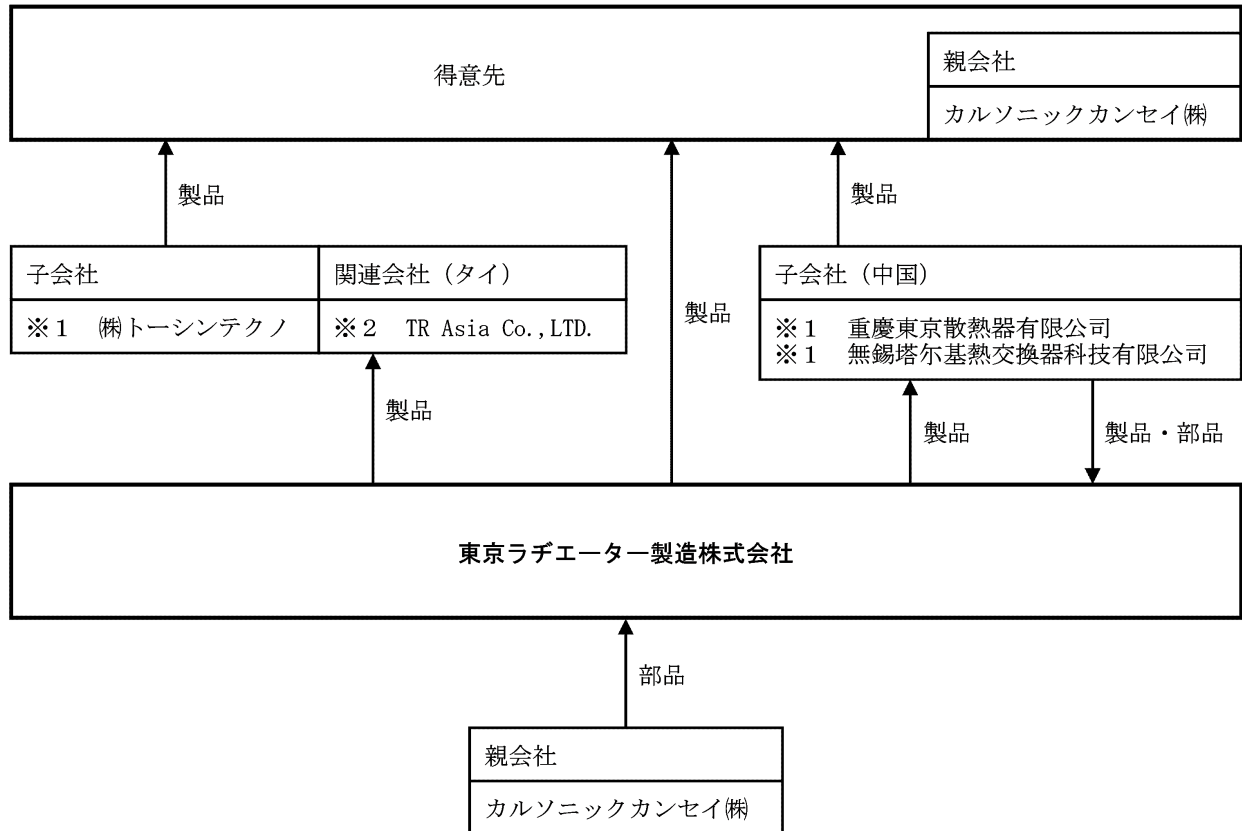 得意先
親会社
カルソニックカンセイ㈱
製品
製品
子会社
関連会社（タイ）
子会社（中国）
※１　㈱トーシンテクノ
※２　TR Asia Co.,LTD.
製品
※１　重慶東京散熱器有限公司
※１　無錫塔尔基熱交換器科技有限公司
製品
製品
製品・部品
東京ラヂエーター製造株式会社
部品
親会社
カルソニックカンセイ㈱